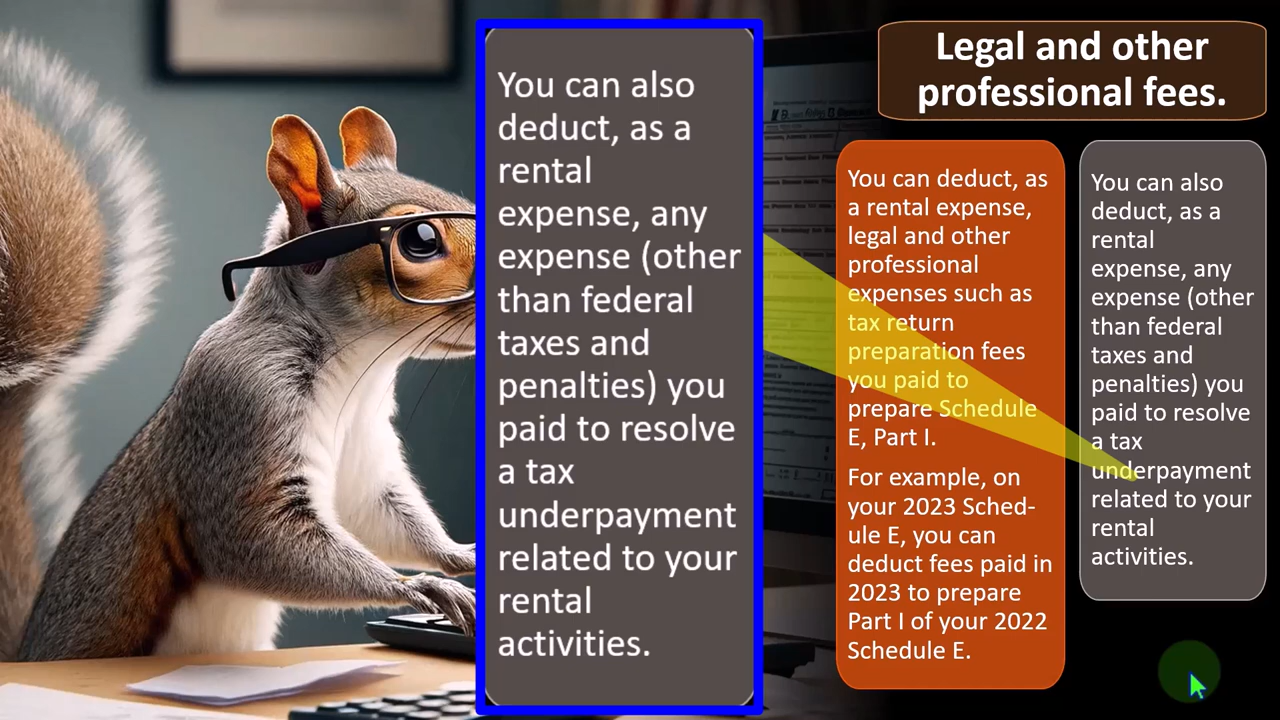 Legal and other
professional fees.
You can also
deduct, as a
rental
expense, any
expense (other
than federal
taxes and
penalties) you
paid to resolve
a tax
underpayment
related to your
rental
activities.
You can deduct, as
a rental expense,
legal and other
professional
expenses such as
tax return
preparation fees
you paid to
prepare Schedule
E, Part I.
For example, on
your 2023 Sched-
ule E, you can
deduct fees paid in
2023 to prepare
Part I of your 2022
Schedule E.
You can also
deduct, as a
rental
expense, any
expense (other
than federal
taxes and
penalties) you
paid to resolve
a tax
underpayment
related to your
rental
activities.